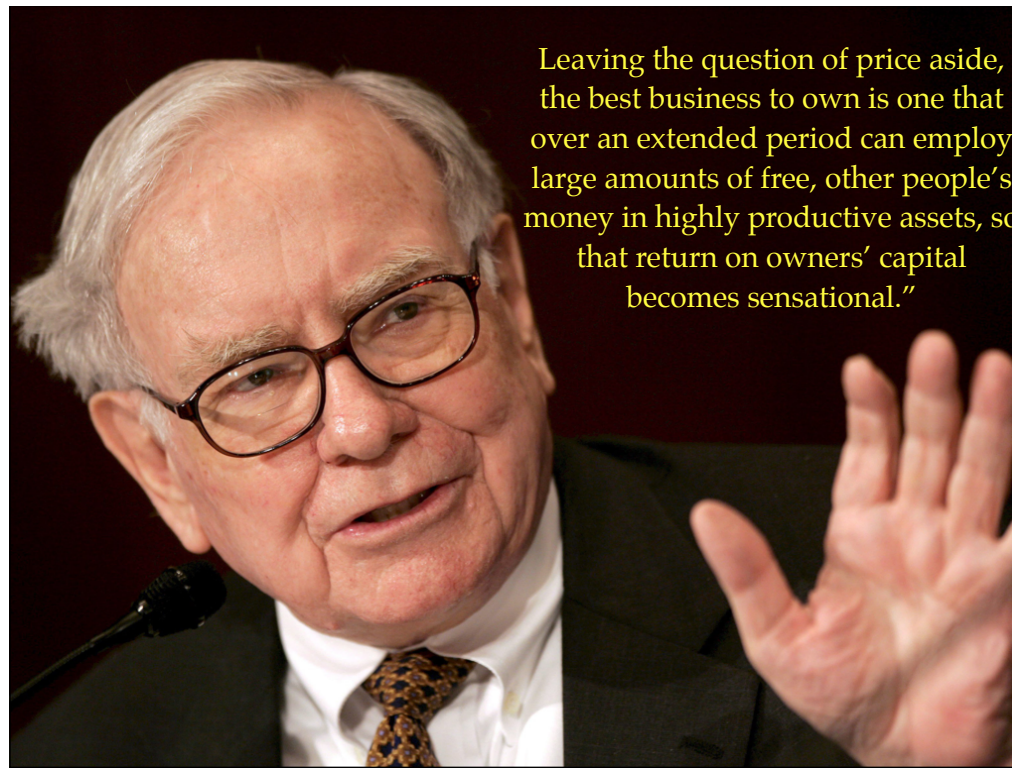 Leaving the question of price aside,
the best business to own is one that
over an extended period can employ
large amounts of free, other people’s
money in highly productive assets, so
that return on owners’ capital
becomes sensational.”